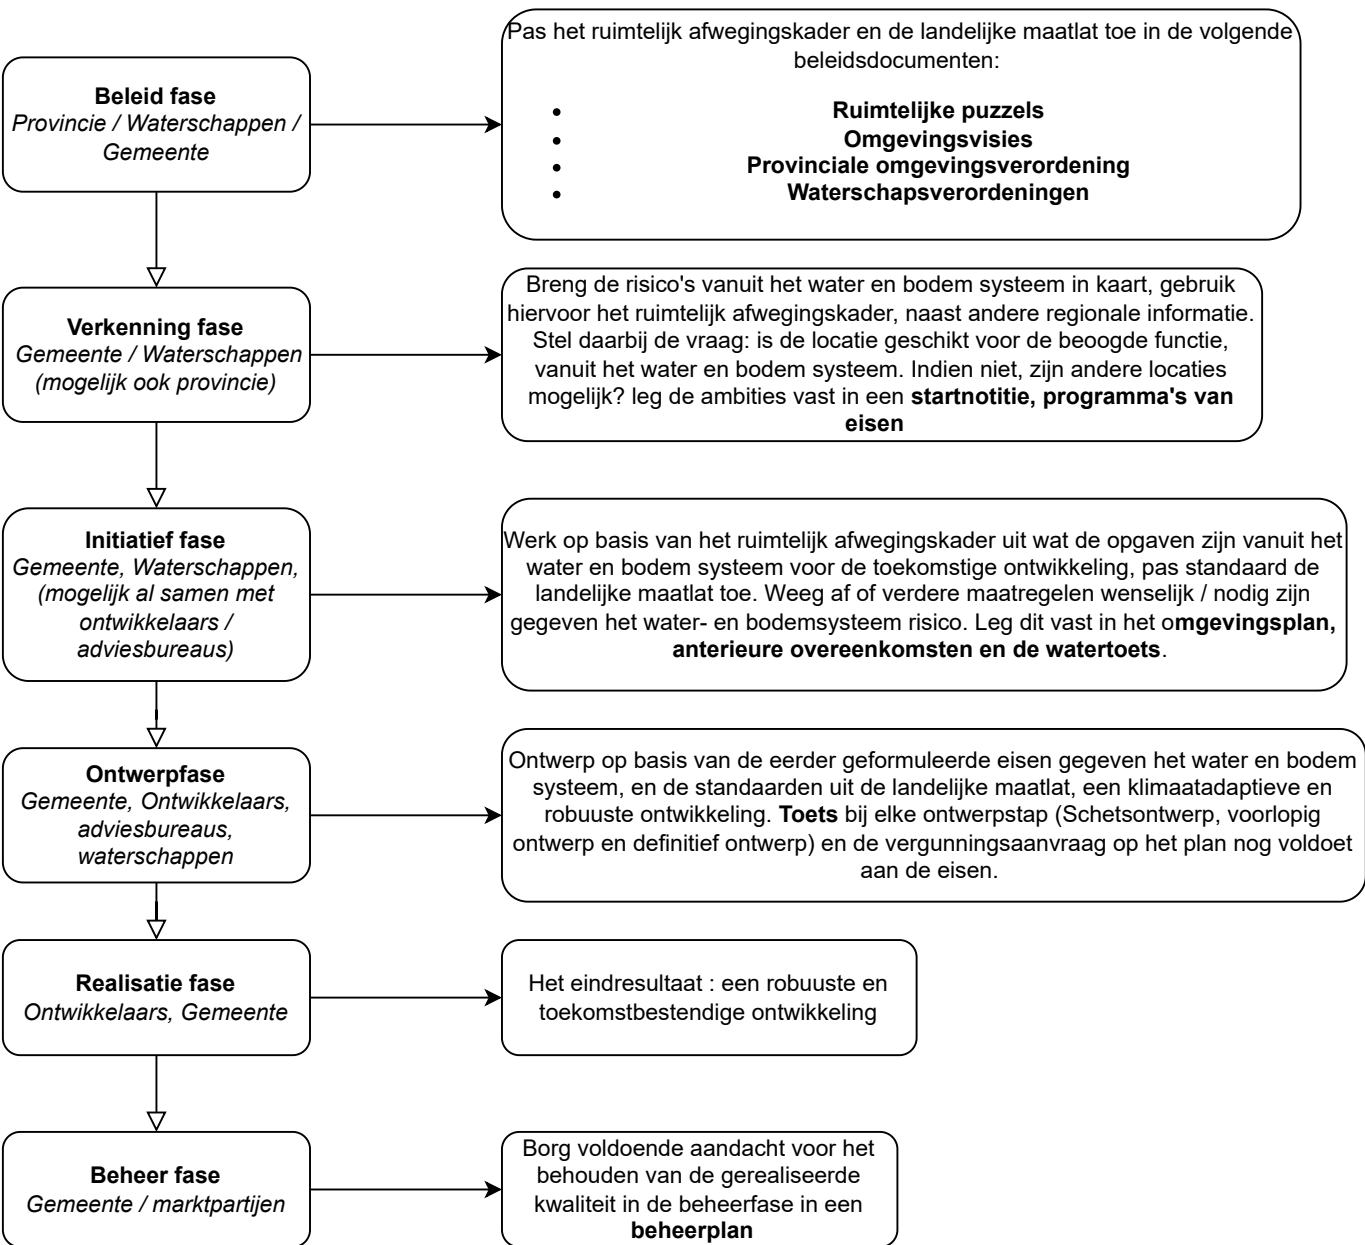 Beleid fase
Provincie / Waterschappen /
Gemeente
Pas het ruimtelijk afwegingskader en de landelijke maatlat toe in de volgende
beleidsdocumenten:
• Ruimtelijke puzzels
• Omgevingsvisies
• Provinciale omgevingsverordening
• Waterschapsverordeningen
Verkenning fase
Gemeente / Waterschappen
(mogelijk ook provincie)
Breng de risico's vanuit het water en bodem systeem in kaart, gebruik
hiervoor het ruimtelijk afwegingskader, naast andere regionale informatie.
Stel daarbij de vraag: is de locatie geschikt voor de beoogde functie,
vanuit het water en bodem systeem. Indien niet, zijn andere locaties
mogelijk? leg de ambities vast in een startnotitie, programma's van
eisen
Initiatief fase
Gemeente, Waterschappen,
(mogelijk al samen met
ontwikkelaars /
adviesbureaus)
Werk op basis van het ruimtelijk afwegingskader uit wat de opgaven zijn vanuit het
water en bodem systeem voor de toekomstige ontwikkeling, pas standaard de
landelijke maatlat toe. Weeg af of verdere maatregelen wenselijk / nodig zijn
gegeven het water- en bodemsysteem risico. Leg dit vast in het omgevingsplan,
anterieure overeenkomsten en de watertoets.
Ontwerpfase
Gemeente, Ontwikkelaars,
adviesbureaus,
waterschappen
Ontwerp op basis van de eerder geformuleerde eisen gegeven het water en bodem
systeem, en de standaarden uit de landelijke maatlat, een klimaatadaptieve en
robuuste ontwikkeling. Toets bij elke ontwerpstap (Schetsontwerp, voorlopig
ontwerp en definitief ontwerp) en de vergunningsaanvraag op het plan nog voldoet
aan de eisen.
Realisatie fase
Ontwikkelaars, Gemeente
Het eindresultaat : een robuuste en
toekomstbestendige ontwikkeling
Beheer fase
Gemeente / marktpartijen
Borg voldoende aandacht voor het
behouden van de gerealiseerde
kwaliteit in de beheerfase in een
beheerplan